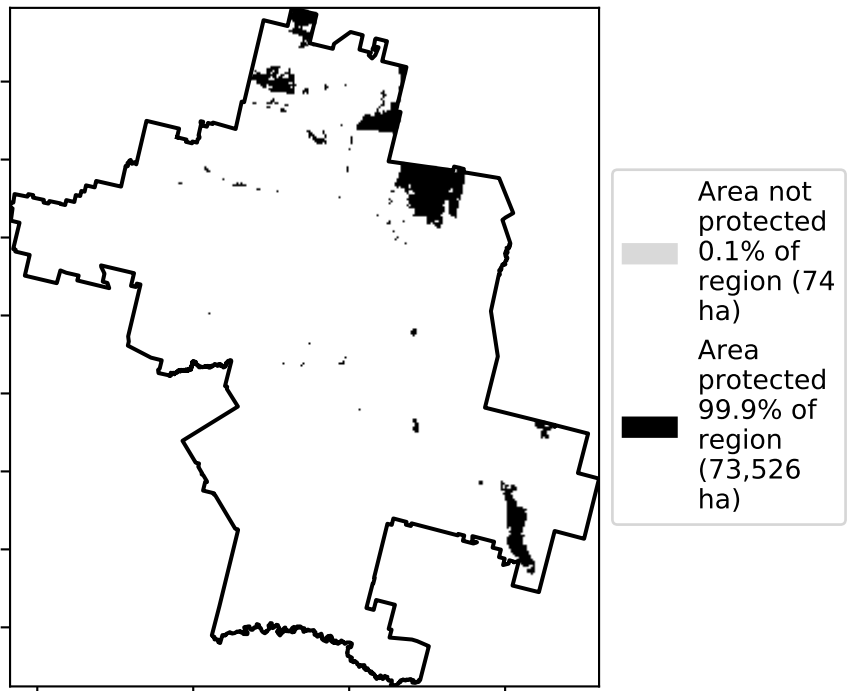 Area not
protected
0.1% of
region (74
ha)
Area
protected
99.9% of
region
(73,526
ha)